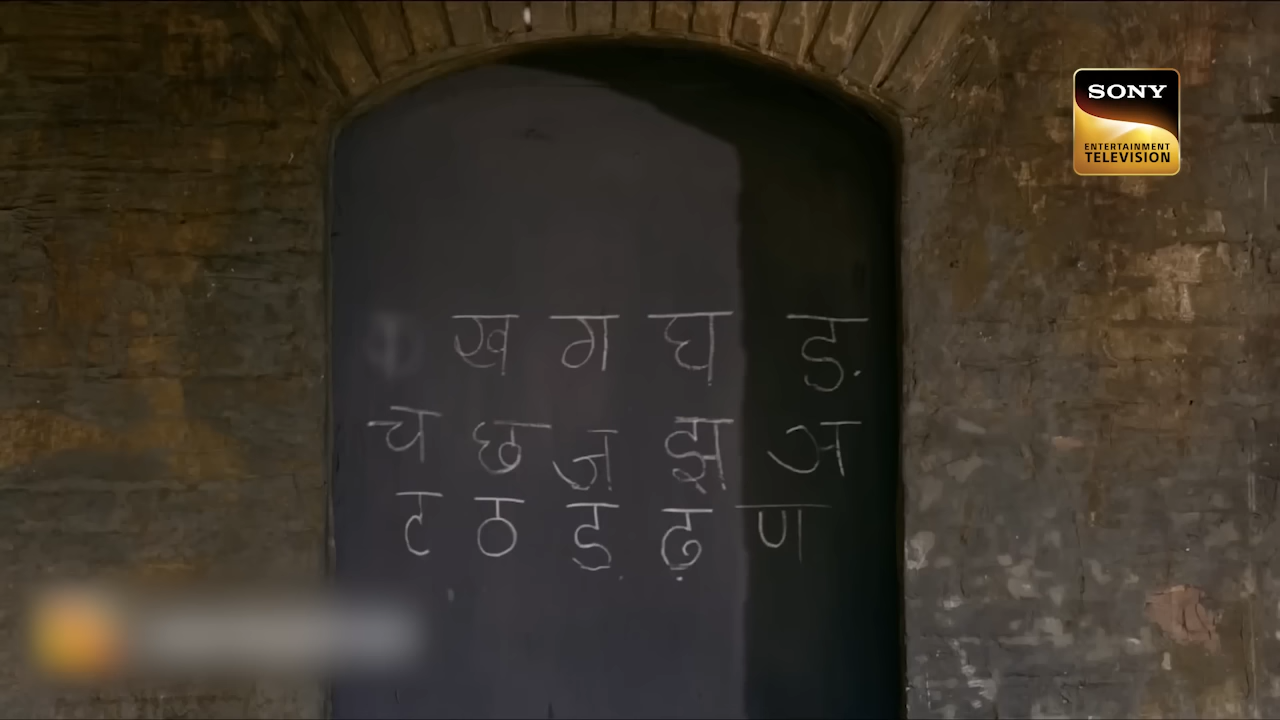 SONY
ENTERTAINMENT
TELEVISION
ख ग घ ङ
च छ ज झ ञ
ट ठ ड ढ ण